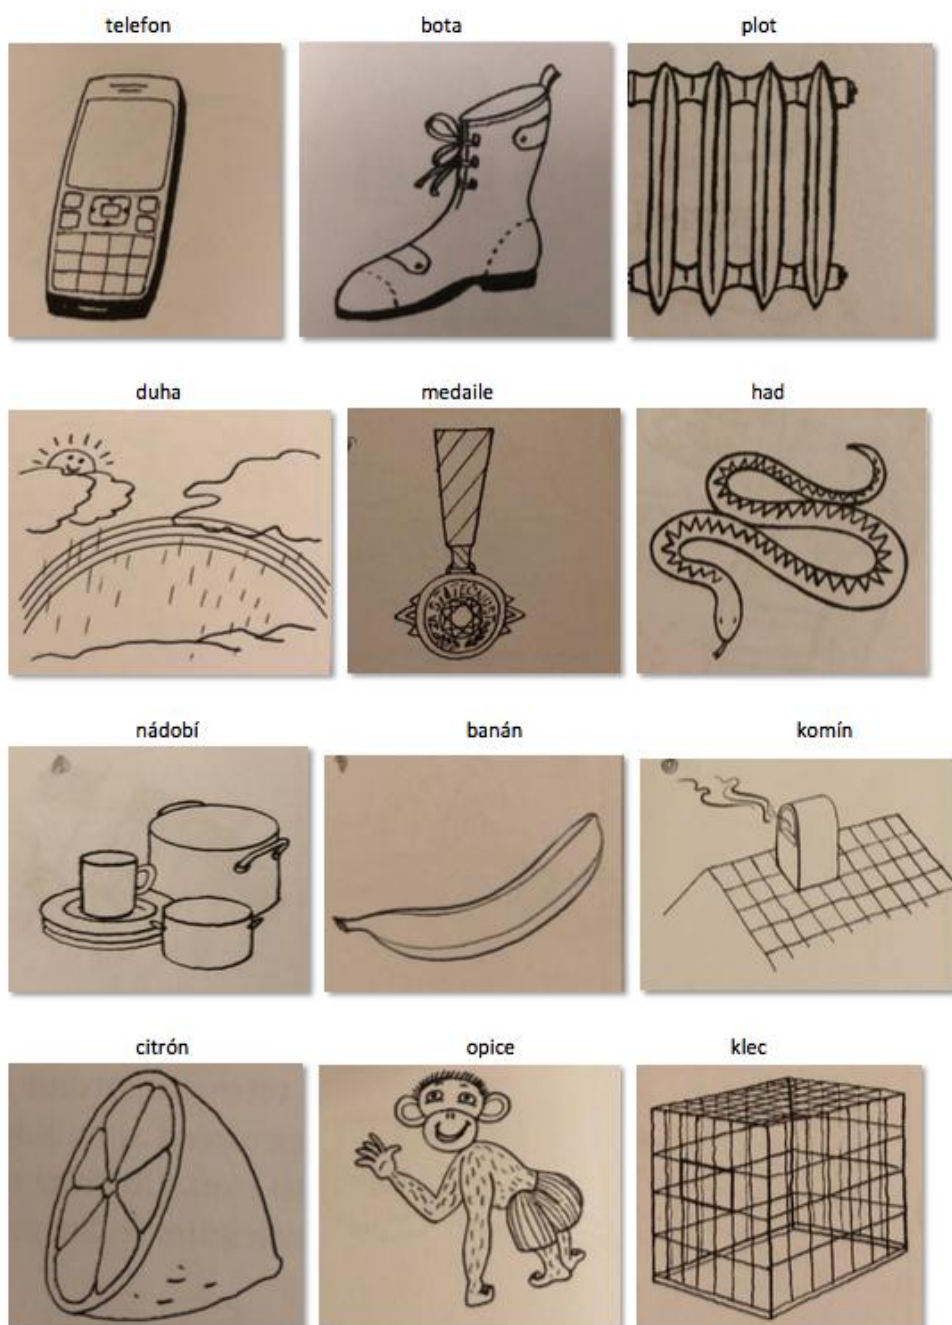 telefon bota plot
duha medaile had
nádobí banán komín
citrón opice klec